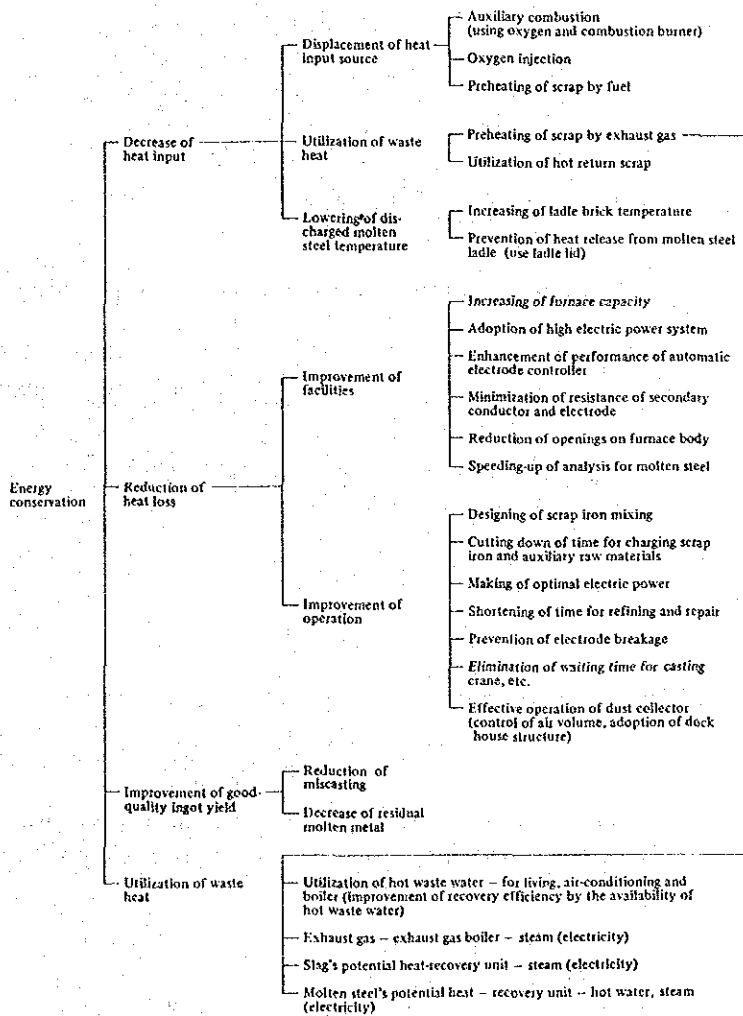 Auxiliary combustion
(using oxygen and combustion burner)
Displacement of heat
input source
Oxygen injection
Preheating of scrap by fuel
Decrease of
heat input
Utilization of waste
heat
Preheating of scrap by exhaust gas
Utilization of hot return scrap
Lowering of dis-
charged molten
steel temperature
Increasing of ladle brick temperature
Prevention of heat release from molten steel
ladle (use ladle lid)
Increasing of furnace capacity
Adoption of high electric power system
Improvement of
faculties
Enhancement of performance of automatic
electrode controller
Minimization of resistance of secondary
conductor and electrode
Reduction of openings on furnace body
Speeding-up of analysis for molten steel
Energy
conservation
Reduction of
heat loss
Designing of scrap iron mixing
Cutting down of time for charging scrap
iron and auxiliary raw materials
Making of optimal electric power
Improvement of
operation
Shortening of time for refining and repair
Prevention of electrode breakage
Elimination of waiting time for casting
crane, etc.
Effective operation of dust collector
(control of air volume, adoption of dock
house structure)
Improvement of good-
quality ingot yield
Reduction of
miscasting
Decrease of residual
molten metal
Utilization of waste
heat
Utilization of hot waste water – for living, air-conditioning and
boiler (improvement of recovery efficiency by the availability of
hot waste water)
Exhaust gas – exhaust gas boiler – steam (electricity)
Slag's potential heat-recovery unit – steam (electricity)
Molten steel's potential heat – recovery unit – hot water, steam
(electricity)